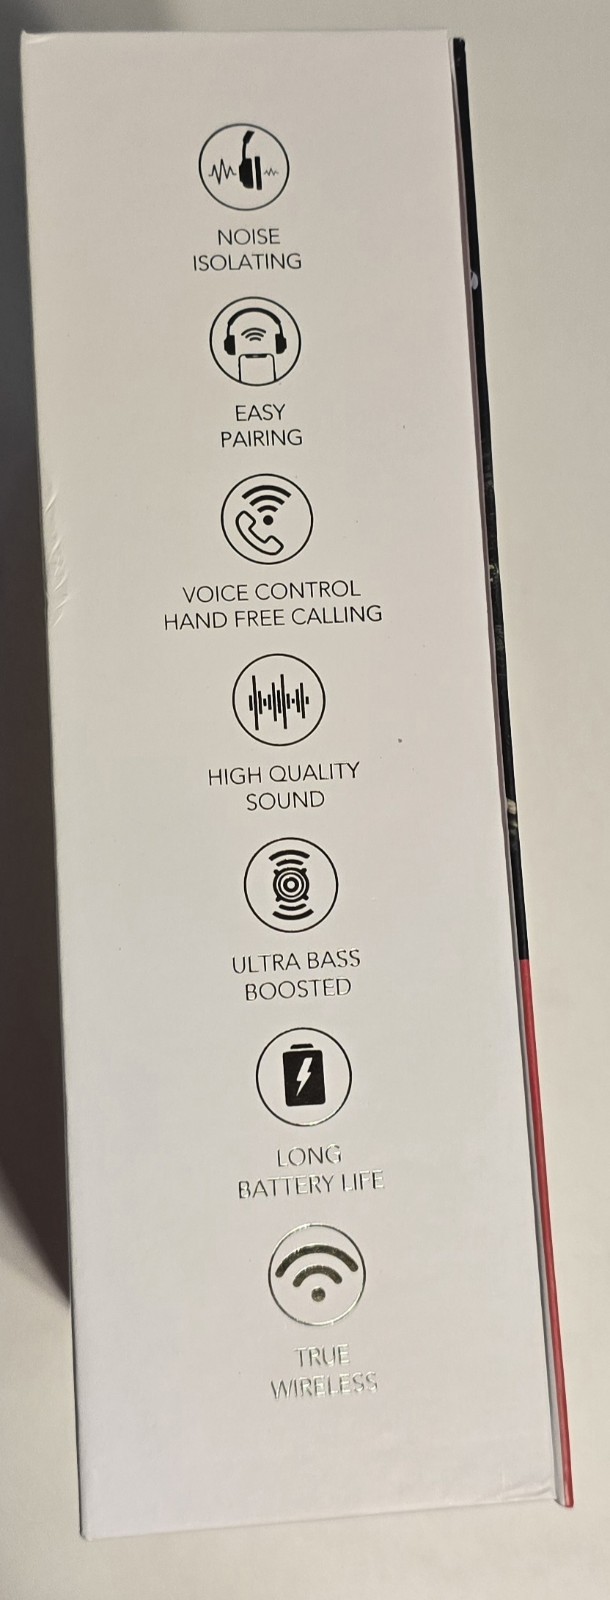 NOISE
ISOLATING
EASY
PAIRING
VOICE CONTROL
HAND FREE CALLING
HIGH QUALITY
SOUND
ULTRA BASS
BOOSTED
LONG
BATTERY LIFE
TRUE
WIRELESS